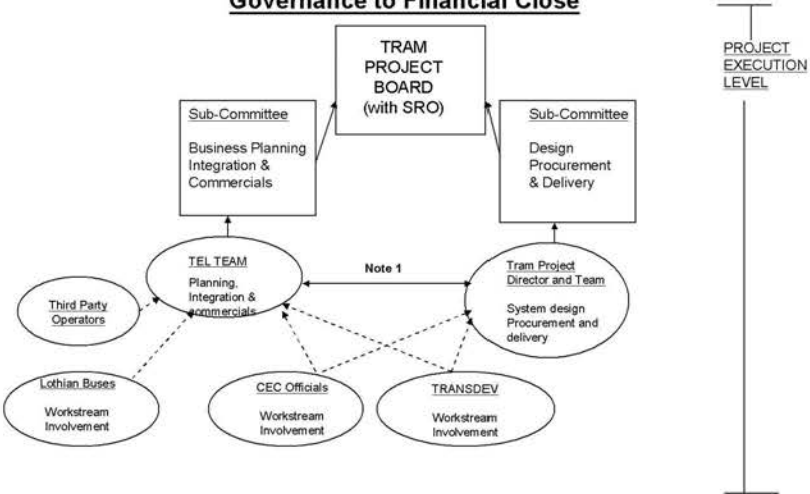 Governance to Financial Close
PROJECT
EXECUTION
LEVEL
TRAM
PROJECT
BOARD
(with SRO)
Sub-Committee
Business Planning
Integration &
Commercials
Sub-Committee
Design
Procurement
& Delivery
TEL TEAM
Planning,
Integration &
commercials
Note 1
Tram Project
Director and Team
System design
Procurement and
delivery
Third Party
Operators
Lothian Buses
Workstream
Involvement
CEC Officials
Workstream
Involvement
TRANSDEV
Workstream
Involvement